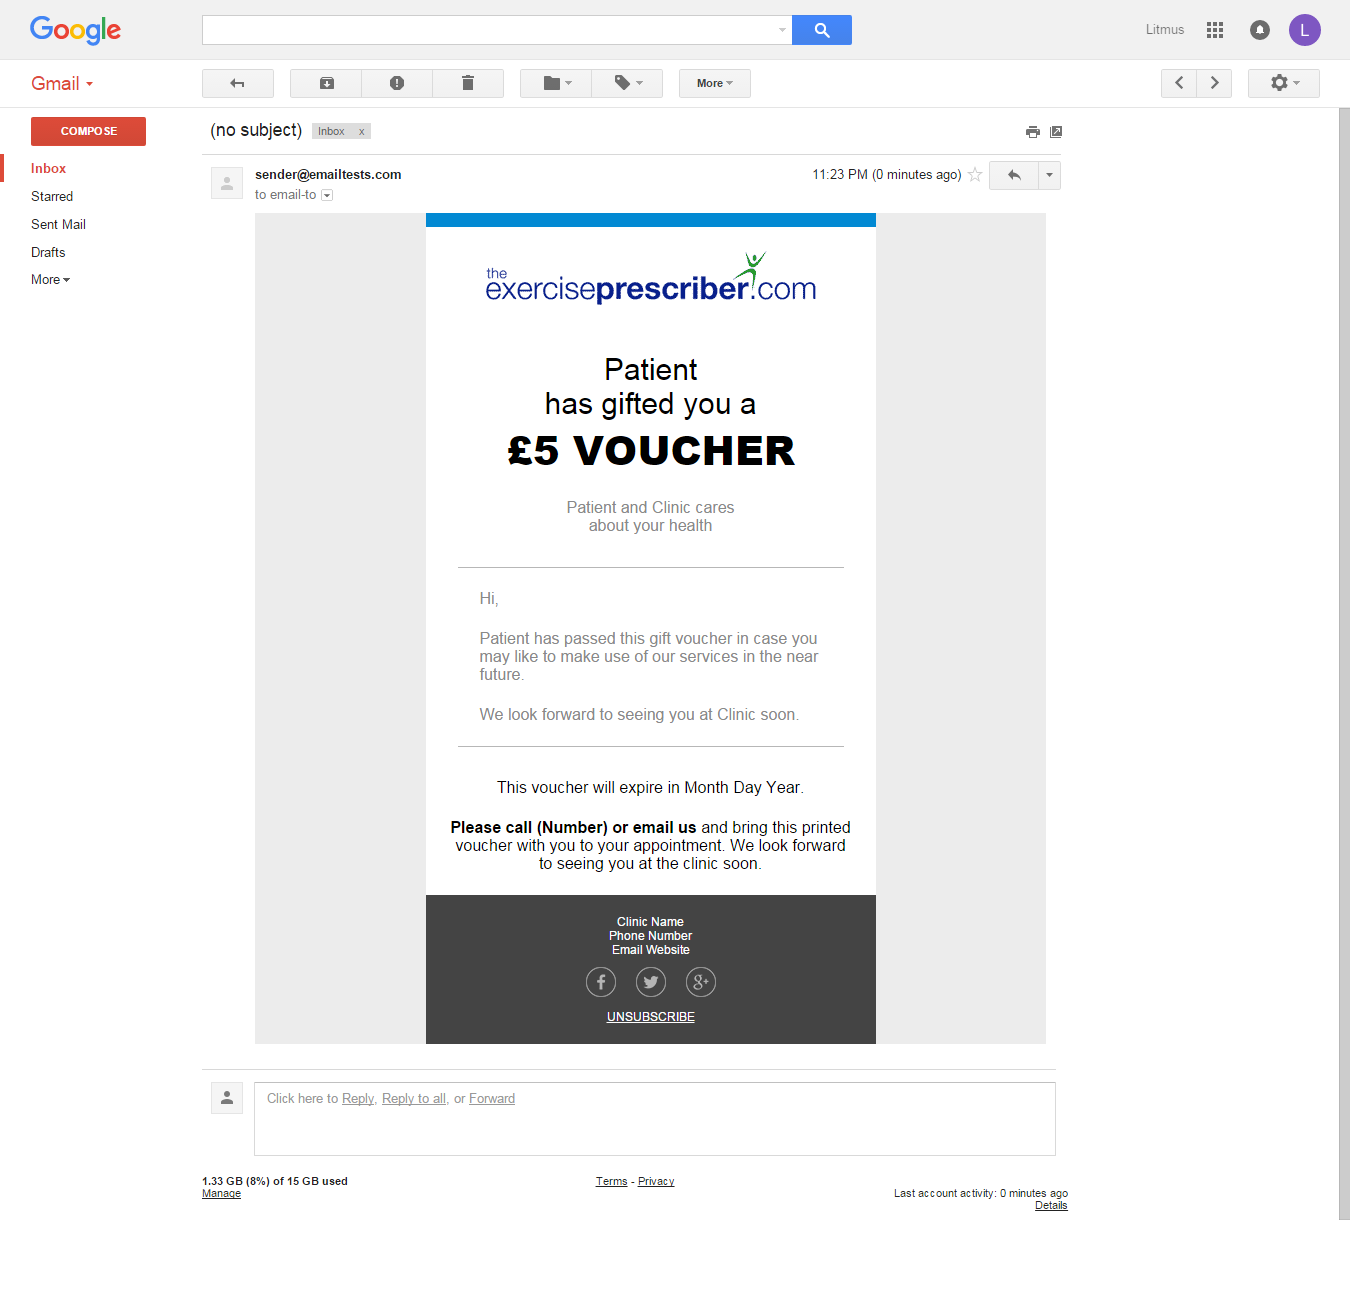 Google
Litmus
L
Gmail
More
COMPOSE
(no subject)
Inbox x
Inbox
Starred
Sent Mail
Drafts
More
sender@emailtests.com
11:23 PM (0 minutes ago)
to email-to
the
exerciseprescriber.com
Patient
has gifted you a
£5 VOUCHER
Patient and Clinic cares
about your health
Hi,
Patient has passed this gift voucher in case you
may like to make use of our services in the near
future.
We look forward to seeing you at Clinic soon.
This voucher will expire in Month Day Year.
Please call (Number) or email us and bring this printed
voucher with you to your appointment. We look forward
to seeing you at the clinic soon.
Clinic Name
Phone Number
Email Website
f g+
UNSUBSCRIBE
Click here to Reply, Reply to all, or Forward
1.33 GB (8%) of 15 GB used
Manage
Terms - Privacy
Last account activity: 0 minutes ago
Details